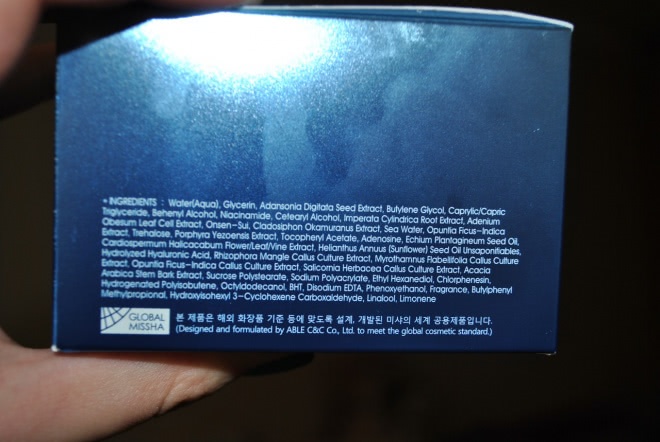 • INGREDIENTS : Water(Aqua), Glycerin, Adansonia Digitata Seed Extract, Butylene Glycol, Caprylic/Capric
Triglyceride, Behenyl Alcohol, Niacinamide, Cetearyl Alcohol, Imperata Cylindrica Root Extract, Adenium
Obesum Leaf Cell Extract, Onsen-Sui, Cladosiphon Okamuranus Extract, Sea Water, Opuntia Ficus-Indica
Extract, Trehalose, Porphyra Yezoensis Extract, Tocopheryl Acetate, Adenosine, Echium Plantagineum Seed Oil,
Cardiospermum Halicacabum Flower/Leaf/Vine Extract, Helianthus Annuus (Sunflower) Seed Oil Unsaponifiables,
Hydrolyzed Hyaluronic Acid, Rhizophora Mangle Callus Culture Extract, Myrothamnus Flabellifolia Callus Culture
Extract, Opuntia Ficus-Indica Callus Culture Extract, Salicornia Herbacea Callus Culture Extract, Acacia
Arabica Stem Bark Extract, Sucrose Polystearate, Sodium Polyacrylate, Ethyl Hexanediol, Chlorphenesin,
Hydrogenated Polyisobutene, Octyldodecanol, BHT, Disodium EDTA, Phenoxyethanol, Fragrance, Butylphenyl
Methylpropional, Hydroxyisohexyl 3-Cyclohexene Carboxaldehyde, Linalool, Limonene
GLOBAL
MISSHA
본 제품은 해외 화장품 기준 등에 맞도록 설계, 개발된 미샤의 세계 공용제품입니다.
(Designed and formulated by ABLE C&C Co., Ltd. to meet the global cosmetic standard.)